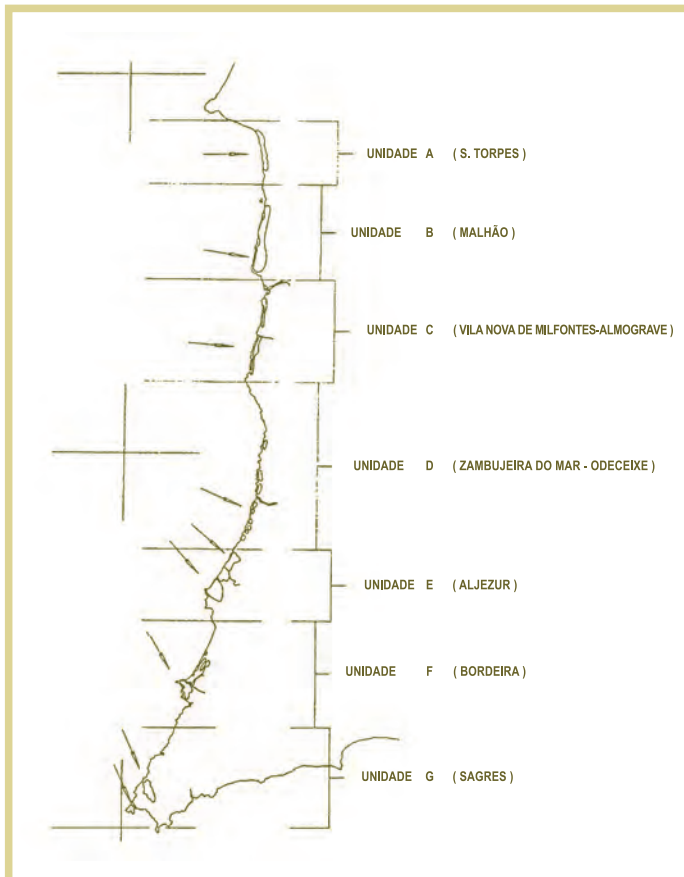 UNIDADE A ( S. TORPES )
UNIDADE B ( MALHÃO )
UNIDADE C ( VILA NOVA DE MILFONTES-ALMOGRAVE )
UNIDADE D ( ZAMBUJEIRA DO MAR - ODECEIXE )
UNIDADE E ( ALJEZUR )
UNIDADE F ( BORDEIRA )
UNIDADE G ( SAGRES )